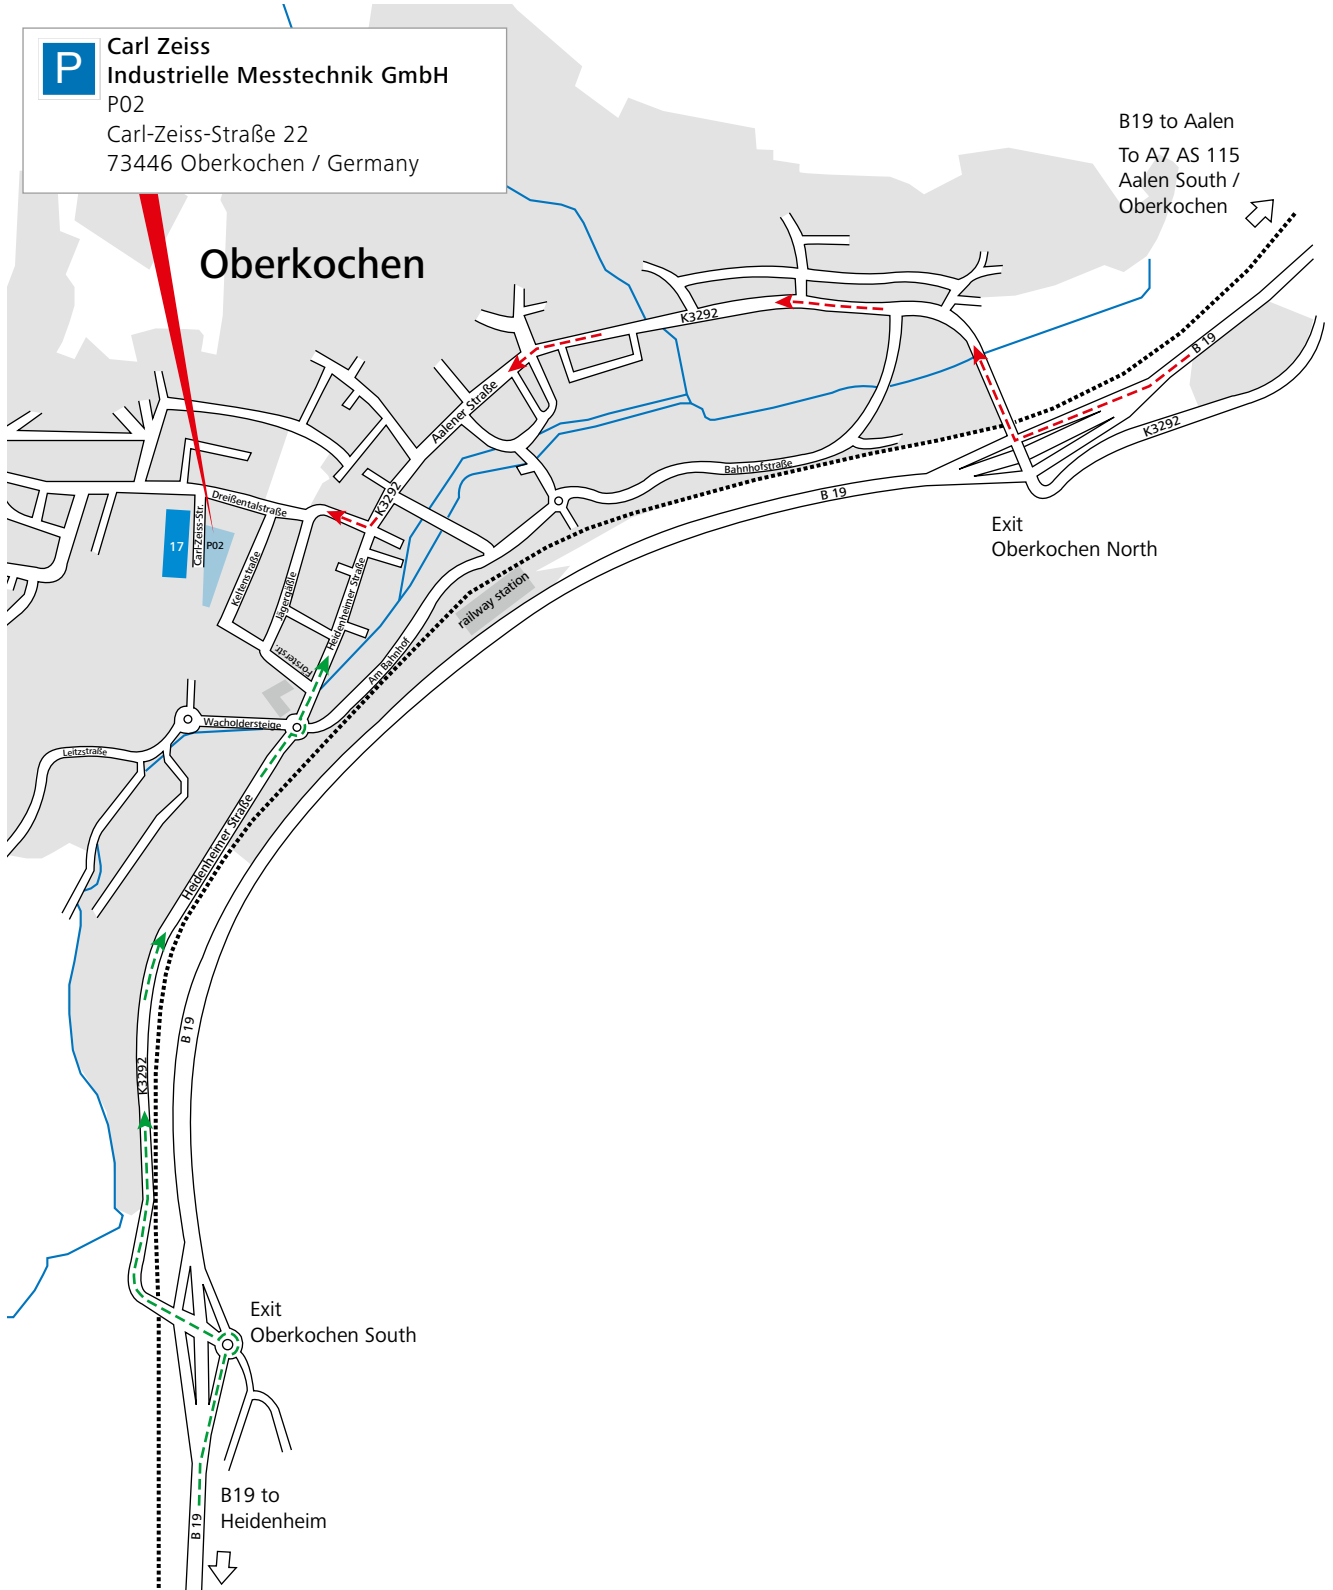 P
Carl Zeiss
Industrielle Messtechnik GmbH
P02
Carl-Zeiss-Straße 22
73446 Oberkochen / Germany
B19 to Aalen
To A7 AS 115
Aalen South /
Oberkochen
Oberkochen
K3292
B 19
Aalener Straße
K3292
Bahnhofstraße
B 19
K3292
Dreißentalstraße
Exit
Oberkochen North
17
Carl-Zeiss-Str.
P02
Keltenstraße
Jägergäßle
Heidenheimer Straße
railway station
Försterstr.
Am Bahnhof
Wacholdersteige
Leitzstraße
Heidenheimer Straße
B 19
K3292
Exit
Oberkochen South
B19 to
Heidenheim
B 19